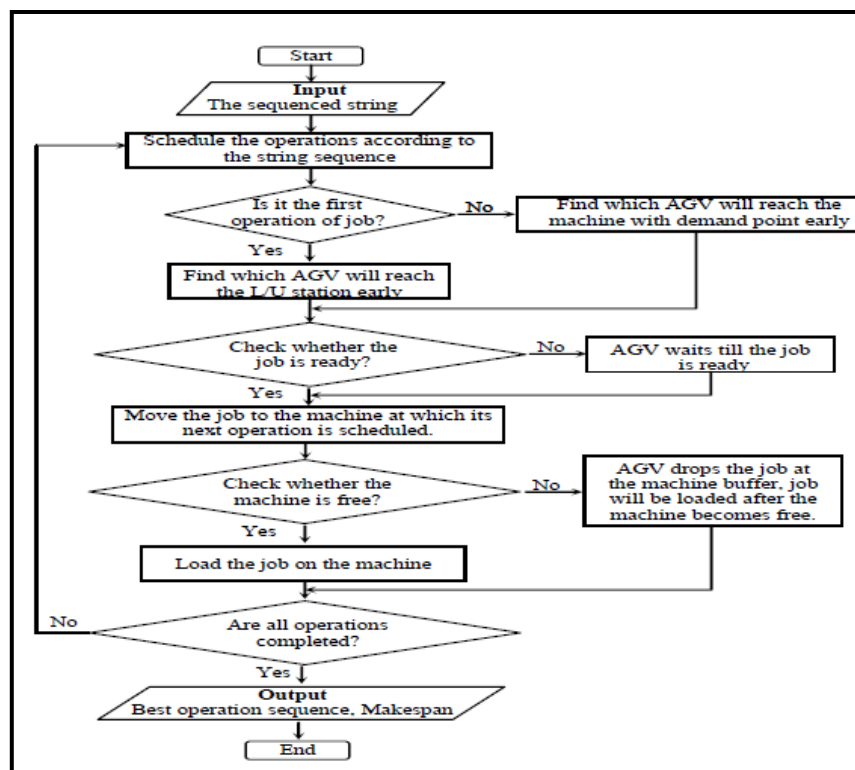 Start
Input
The sequenced string
Schedule the operations according to
the string sequence
Is it the first
operation of job?
No
Find which AGV will reach the
machine with demand point early
Yes
Find which AGV will reach
the L/U station early
Check whether the
job is ready?
No
AGV waits till the job
is ready
Yes
Move the job to the machine at which its
next operation is scheduled.
Check whether the
machine is free?
No
AGV drops the job at
the machine buffer, job
will be loaded after the
machine becomes free.
Yes
Load the job on the machine
No
Are all operations
completed?
Yes
Output
Best operation sequence, Makespan
End